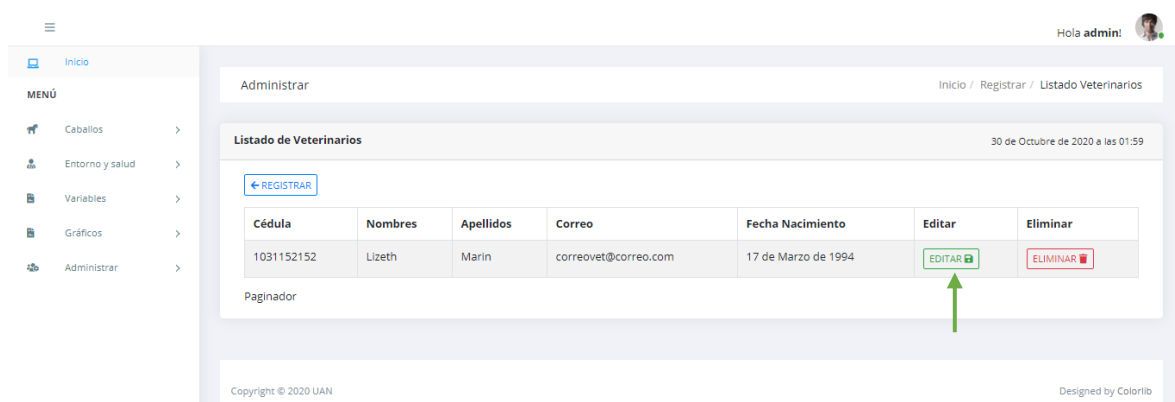 Hola admin!
Inicio
MENÚ
Caballos
Entorno y salud
Variables
Gráficos
Administrar
Administrar
Inicio / Registrar / Listado Veterinarios
Listado de Veterinarios
30 de Octubre de 2020 a las 01:59
REGISTRAR
Cédula Nombres Apellidos Correo Fecha Nacimiento Editar Eliminar
1031152152 Lizeth Marin correovet@correo.com 17 de Marzo de 1994 EDITAR ELIMINAR
Paginador
Copyright © 2020 UAN
Designed by Colorlib